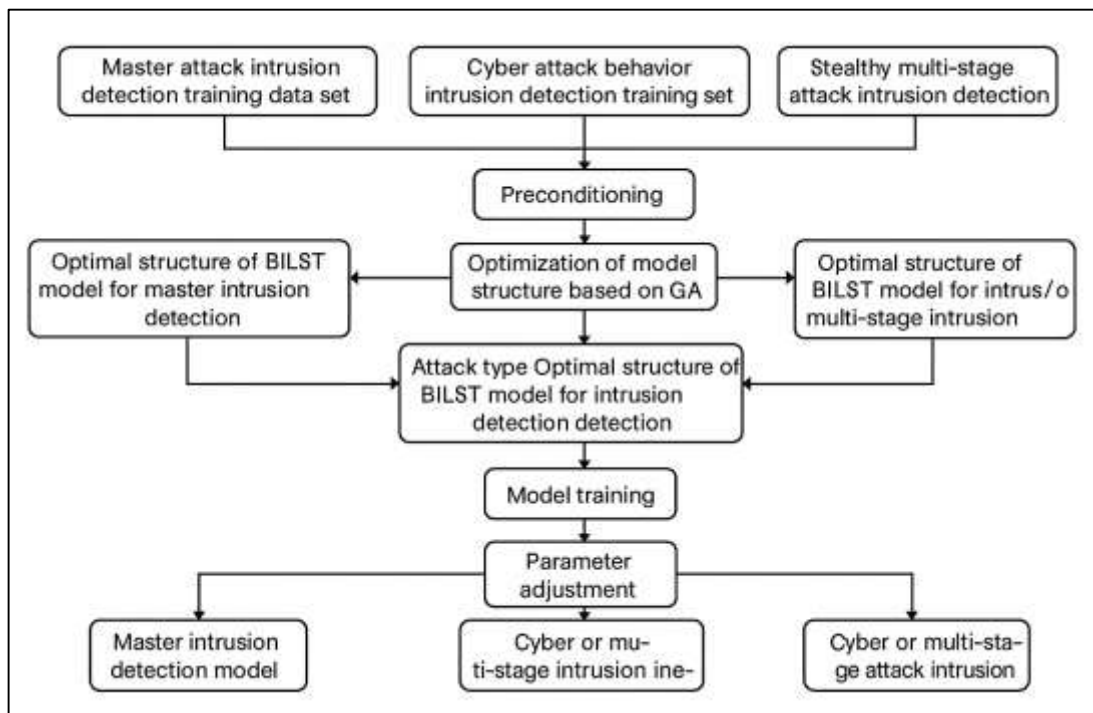 Master attack intrusion
detection training data set
Cyber attack behavior
intrusion detection training set
Stealthy multi-stage
attack intrusion detection
Preconditioning
Optimal structure of BILST
model for master intrusion
detection
Optimization of model
structure based on GA
Optimal structure of
BILST model for intrus/o
multi-stage intrusion
Attack type Optimal structure of
BILST model for intrusion
detection detection
Model training
Parameter
adjustment
Master intrusion
detection model
Cyber or mu-
ti-stage intrusion ine-
Cyber or multi-sta-
ge attack intrusion